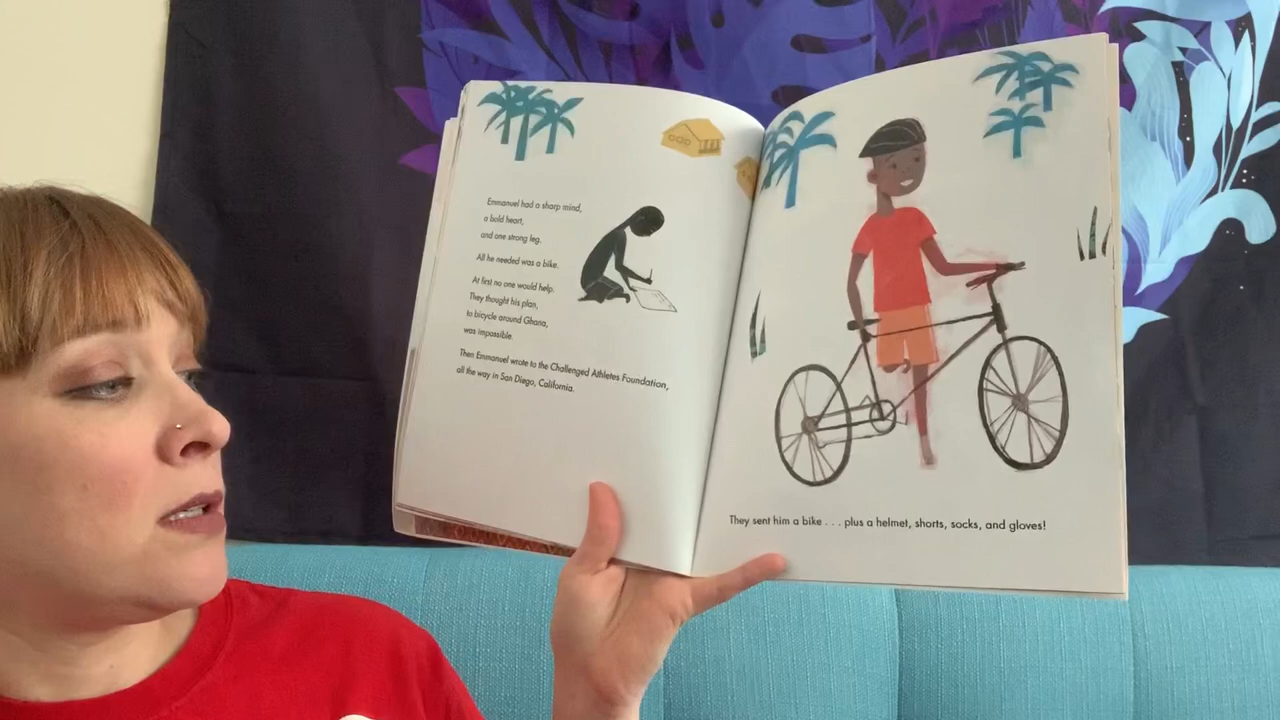 Emmanuel had a sharp mind,
a bold heart,
and one strong leg.
All he needed was a bike.
At first no one would help.
They thought his plan,
to bicycle around Ghana,
was impossible.
Then Emmanuel wrote to the Challenged Athletes Foundation,
all the way in San Diego, California.
They sent him a bike . . . plus a helmet, shorts, socks, and gloves!